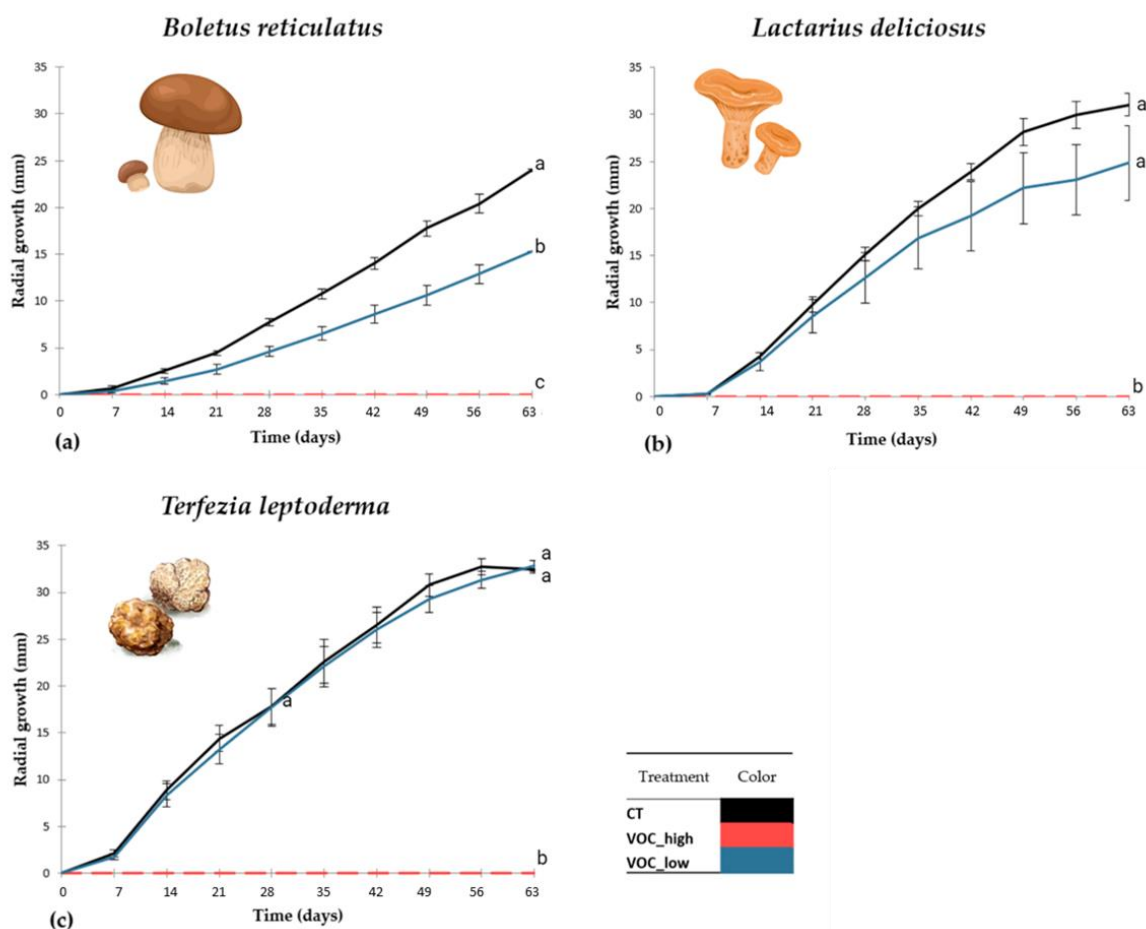 Boletus reticulatus
Lactarius deliciosus
35
30
25
20
15
10
5
0
Radial growth (mm)
a
b
c
0 7 14 21 28 35 42 49 56 63
Time (days)
(a)
35
30
25
20
15
10
5
0
Radial growth (mm)
a
a
b
0 7 14 21 28 35 42 49 56 63
Time (days)
(b)
Terfezia leptoderma
35
30
25
20
15
10
5
0
Radial growth (mm)
a
a
a
b
0 7 14 21 28 35 42 49 56 63
Time (days)
(c)
Treatment Color
CT
VOC_high
VOC_low